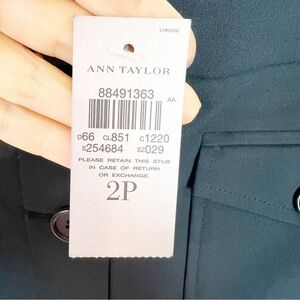 ANN TAYLOR
88491363
AA
D66 CL851 C1220
S254684 SZ029
PLEASE RETAIN THIS STUB
IN CASE OF RETURN
OR EXCHANGE.
2P